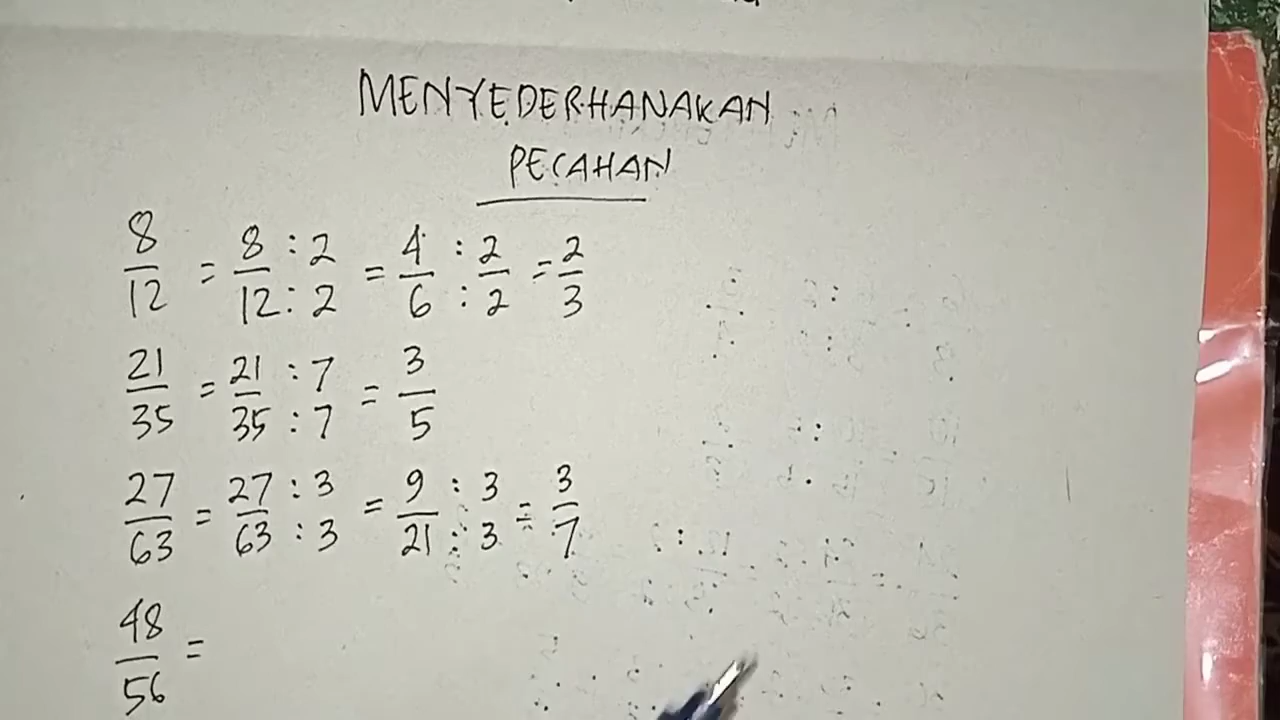 MENYEDERHANAKAN
PECAHAN
8/12 = 8 : 2/12 : 2 = 4 : 2/6 : 2 = 2/3
21/35 = 21 : 7/35 : 7 = 3/5
27/63 = 27 : 3/63 : 3 = 9 : 3/21 : 3 = 3/7
48/56 =